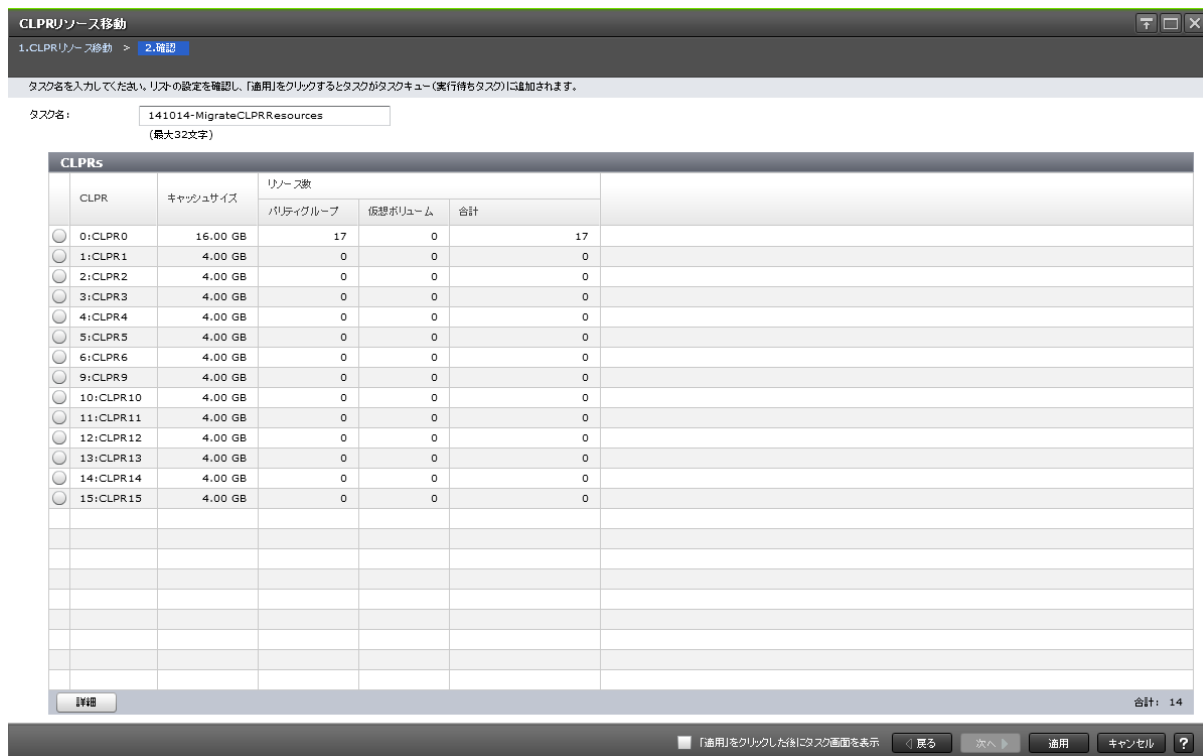 CLPRリソース移動
1.CLPRリソース移動 > 2.確認
タスク名を入力してください。リストの設定を確認し、「適用」をクリックするとタスクがタスクキュー(実行待ちタスク)に追加されます。
タスク名: 141014-MigrateCLPRResources
(最大32文字)
CLPRs
CLPR キャッシュサイズ リソース数
パリティグループ 仮想ボリューム 合計
0:CLPR0 16.00 GB 17 0 17
1:CLPR1 4.00 GB 0 0 0
2:CLPR2 4.00 GB 0 0 0
3:CLPR3 4.00 GB 0 0 0
4:CLPR4 4.00 GB 0 0 0
5:CLPR5 4.00 GB 0 0 0
6:CLPR6 4.00 GB 0 0 0
9:CLPR9 4.00 GB 0 0 0
10:CLPR10 4.00 GB 0 0 0
11:CLPR11 4.00 GB 0 0 0
12:CLPR12 4.00 GB 0 0 0
13:CLPR13 4.00 GB 0 0 0
14:CLPR14 4.00 GB 0 0 0
15:CLPR15 4.00 GB 0 0 0
詳細 合計: 14
「適用」をクリックした後にタスク画面を表示 戻る 次へ 適用 キャンセル ?